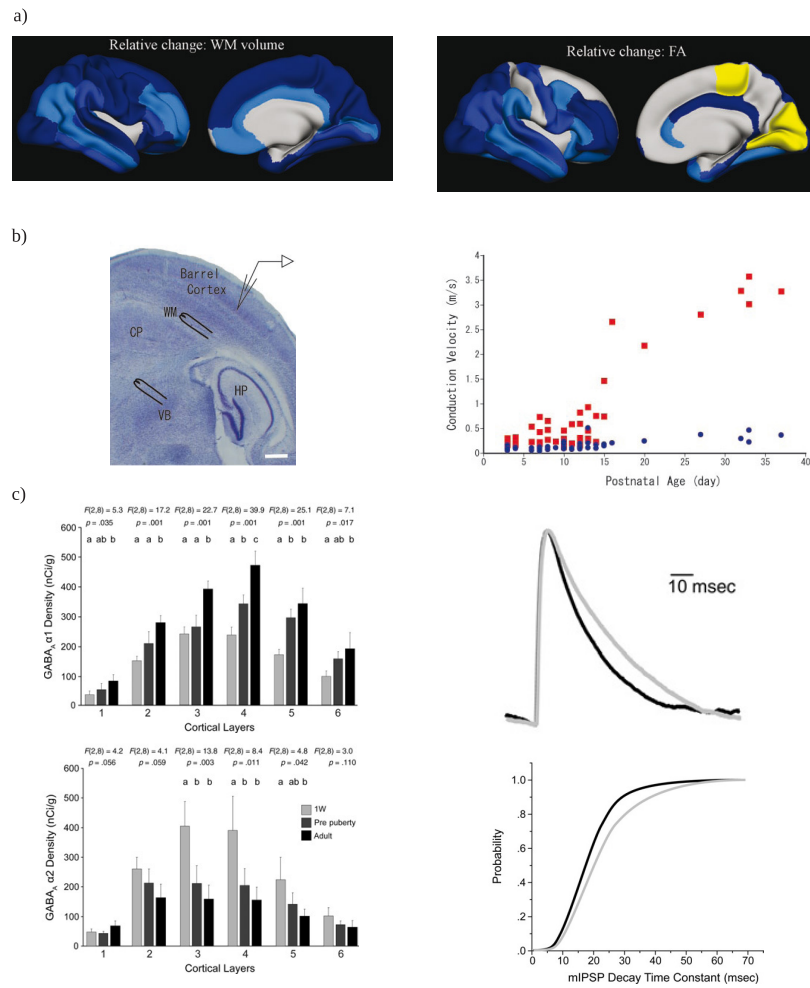 a)
Relative change: WM volume
Relative change: FA
b)
Barrel
Cortex
WM
CP
HP
VB
Conduction Velocity (m/s)
4
3.5
3
2.5
2
1.5
1
0.5
0
0 5 10 15 20 25 30 35 40
Postnatal Age (day)
c)
F(2,8) = 5.3 F(2,8) = 17.2 F(2,8) = 22.7 F(2,8) = 39.9 F(2,8) = 25.1 F(2,8) = 7.1
p = .035 p = .001 p = .001 p = .001 p = .001 p = .017
a ab b a a b a a b a b c a b b a ab b
GABAA α1 Density (nCi/g)
600
500
400
300
200
100
0
1 2 3 4 5 6
Cortical Layers
F(2,8) = 4.2 F(2,8) = 4.1 F(2,8) = 13.8 F(2,8) = 8.4 F(2,8) = 4.8 F(2,8) = 3.0
p = .056 p = .059 p = .003 p = .011 p = .042 p = .110
a b b a b b a ab b
GABAA α2 Density (nCi/g)
600
500
400
300
200
100
0
1W
Pre puberty
Adult
1 2 3 4 5 6
Cortical Layers
10 msec
Probability
1.0
.8
.6
.4
.2
0
0 10 20 30 40 50 60 70
mIPSP Decay Time Constant (msec)